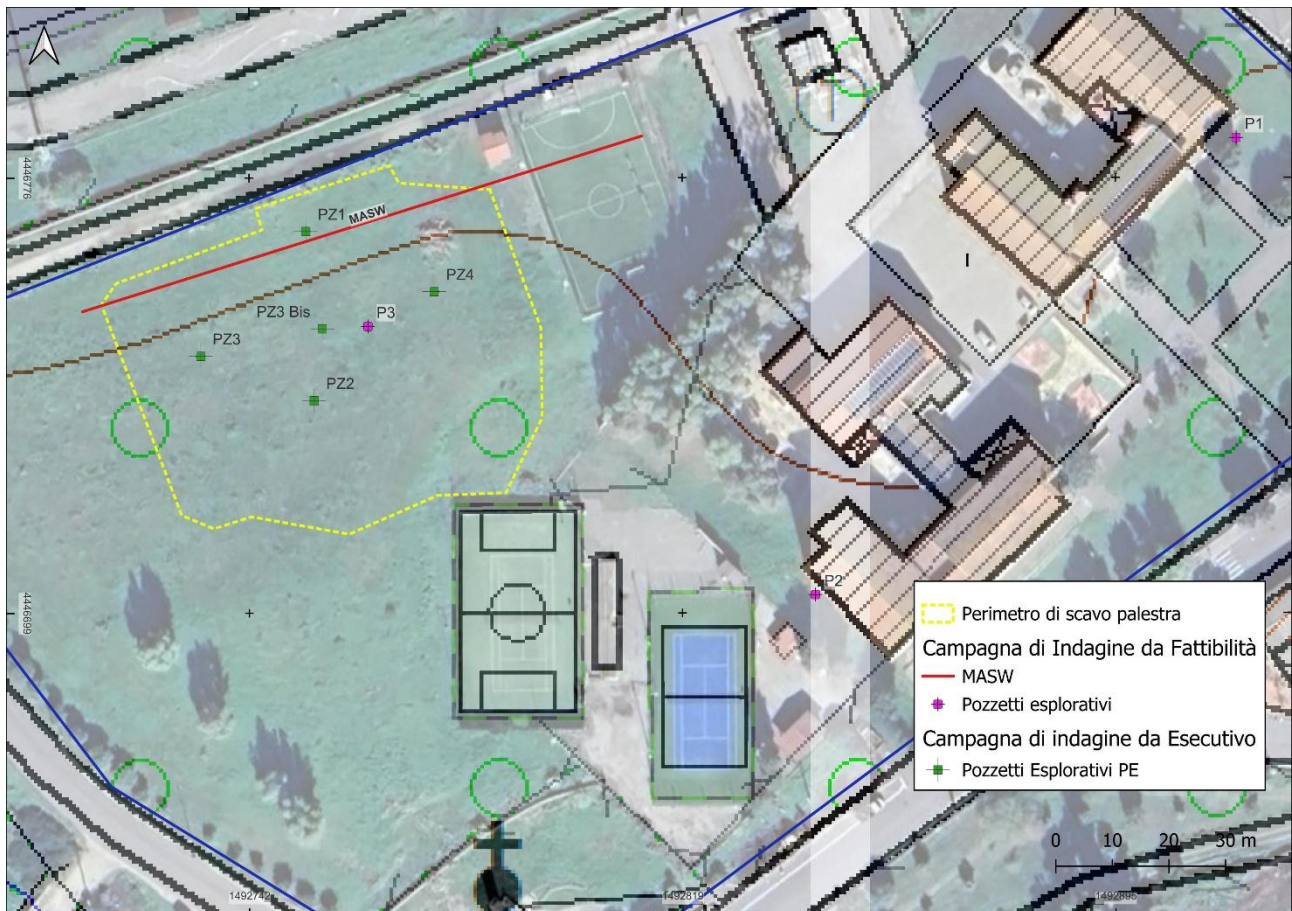 P1
4446776
PZ1
MASW
PZ4
PZ3 Bis
P3
PZ3
PZ2
P2
4446699
Perimetro di scavo palestra
Campagna di Indagine da Fattibilità
MASW
Pozzetti esplorativi
Campagna di indagine da Esecutivo
Pozzetti Esplorativi PE
0 10 20 30 m
1492742
1492819